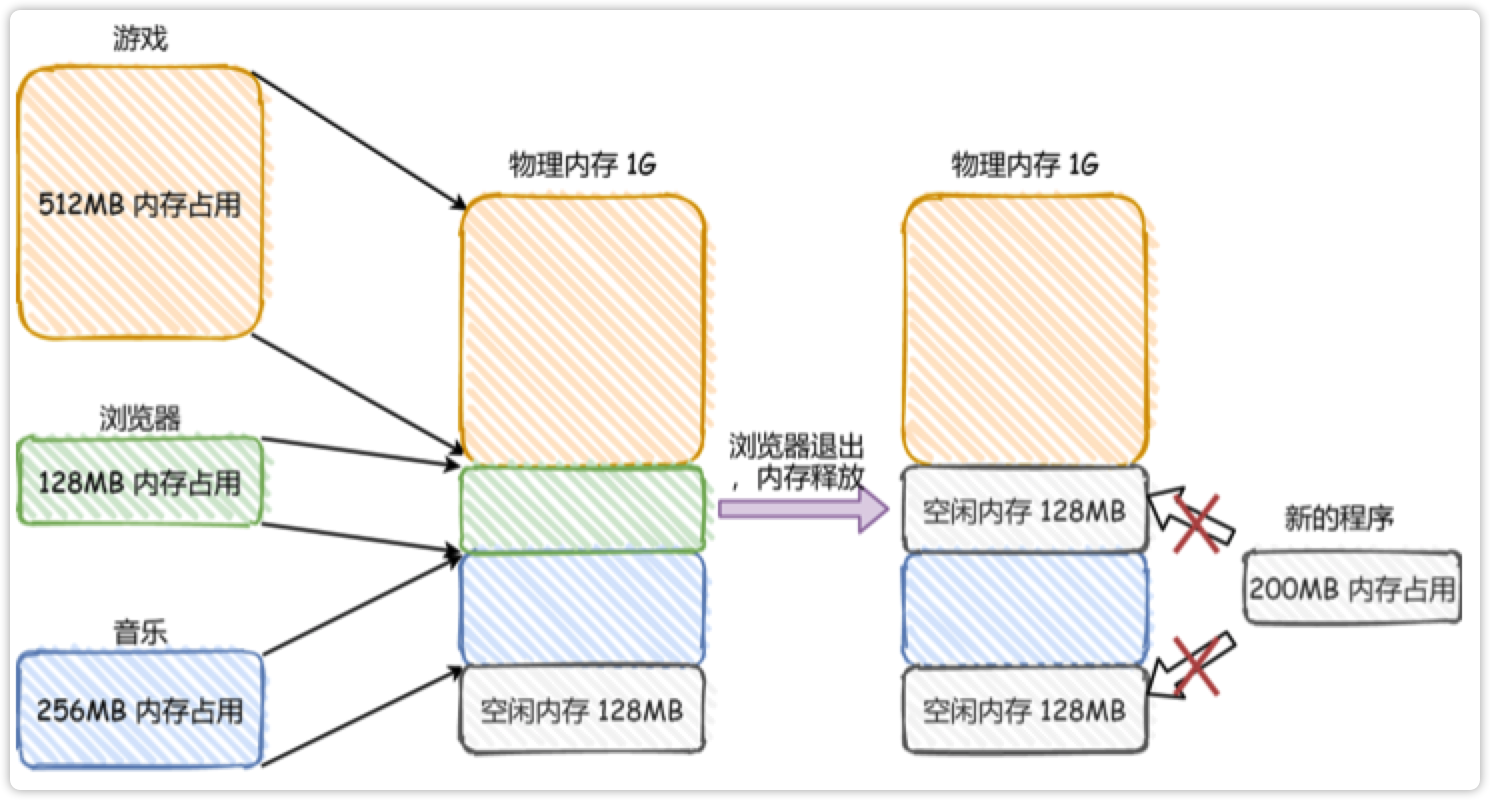 游戏
512MB 内存占用
浏览器
128MB 内存占用
音乐
256MB 内存占用
物理内存 1G
空闲内存 128MB
浏览器退出
，内存释放
物理内存 1G
空闲内存 128MB
空闲内存 128MB
新的程序
200MB 内存占用